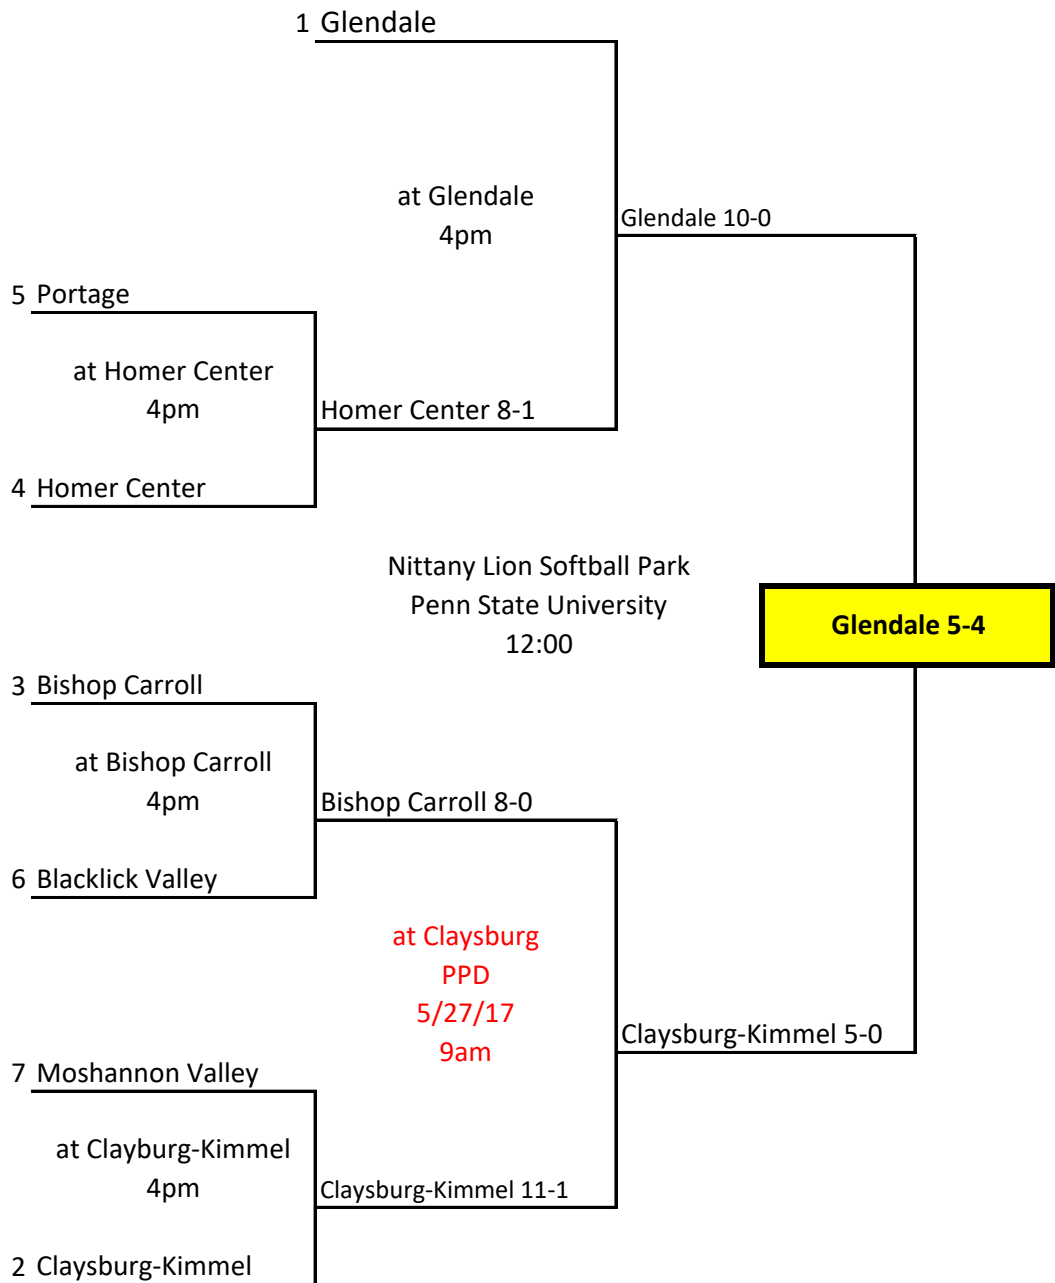 1 Glendale
at Glendale
4pm
Glendale 10-0
5 Portage
at Homer Center
4pm
Homer Center 8-1
4 Homer Center
Nittany Lion Softball Park
Penn State University
12:00
Glendale 5-4
3 Bishop Carroll
at Bishop Carroll
4pm
Bishop Carroll 8-0
6 Blacklick Valley
at Claysburg
PPD
5/27/17
9am
Claysburg-Kimmel 5-0
7 Moshannon Valley
at Clayburg-Kimmel
4pm
Claysburg-Kimmel 11-1
2 Claysburg-Kimmel